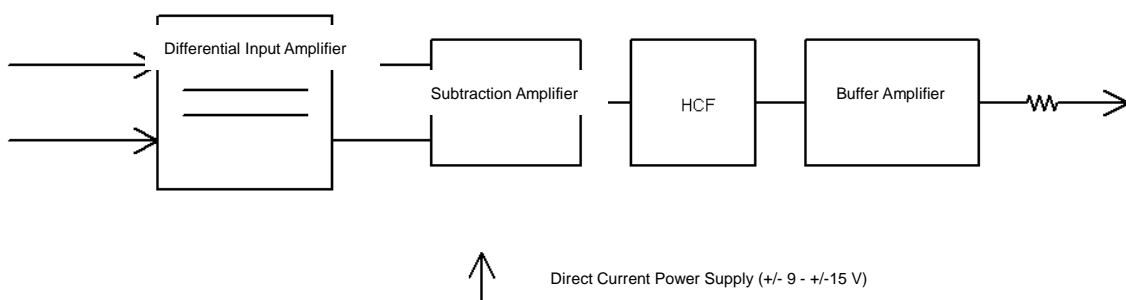 Differential Input Amplifier
Subtraction Amplifier
HCF
Buffer Amplifier
Direct Current Power Supply (+/- 9 - +/-15 V)